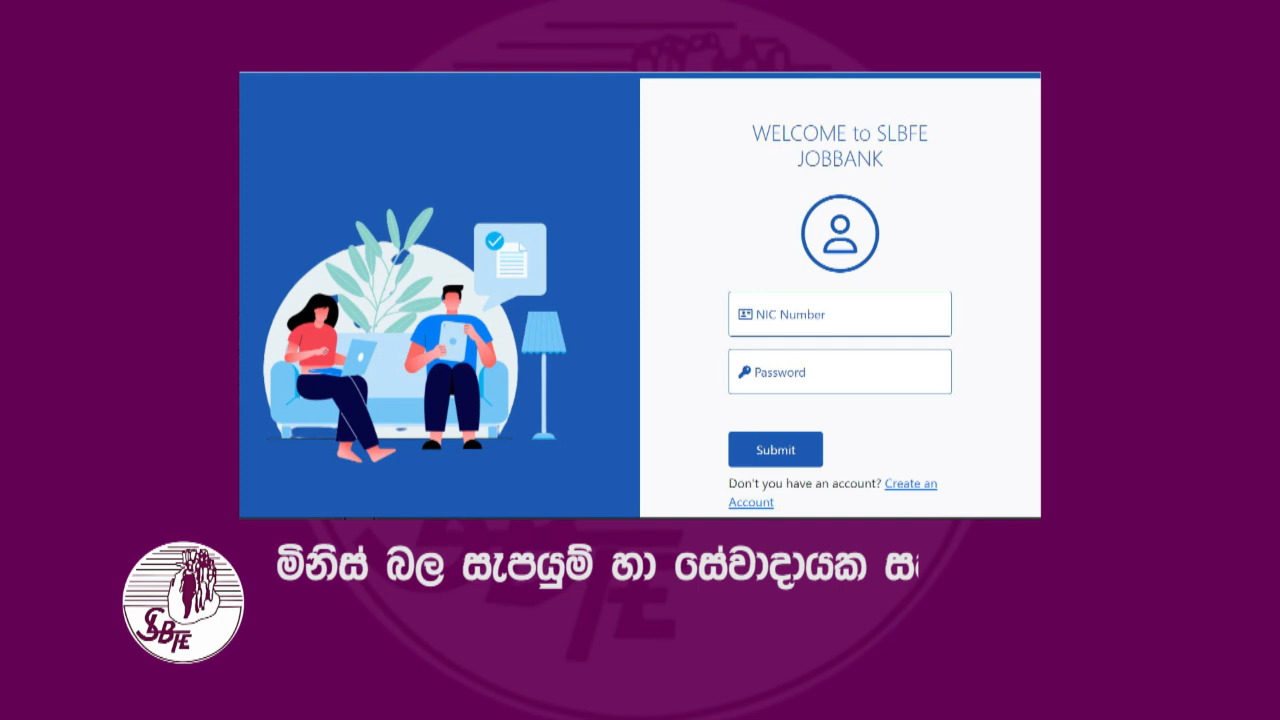 WELCOME to SLBFE
JOBBANK
NIC Number
Password
Submit
Don't you have an account? Create an
Account
මිනිස් බල සැපයුම් හා සේවාදායක
SLBFE